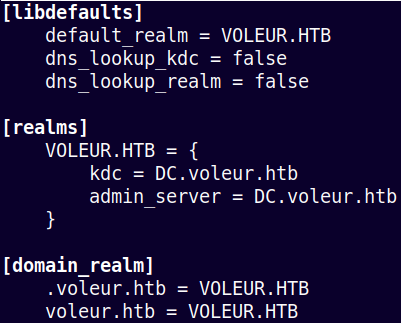 [libdefaults]
    default_realm = VOLEUR.HTB
    dns_lookup_kdc = false
    dns_lookup_realm = false

[realms]
    VOLEUR.HTB = {
        kdc = DC.voleur.htb
        admin_server = DC.voleur.htb
    }

[domain_realm]
    .voleur.htb = VOLEUR.HTB
    voleur.htb = VOLEUR.HTB